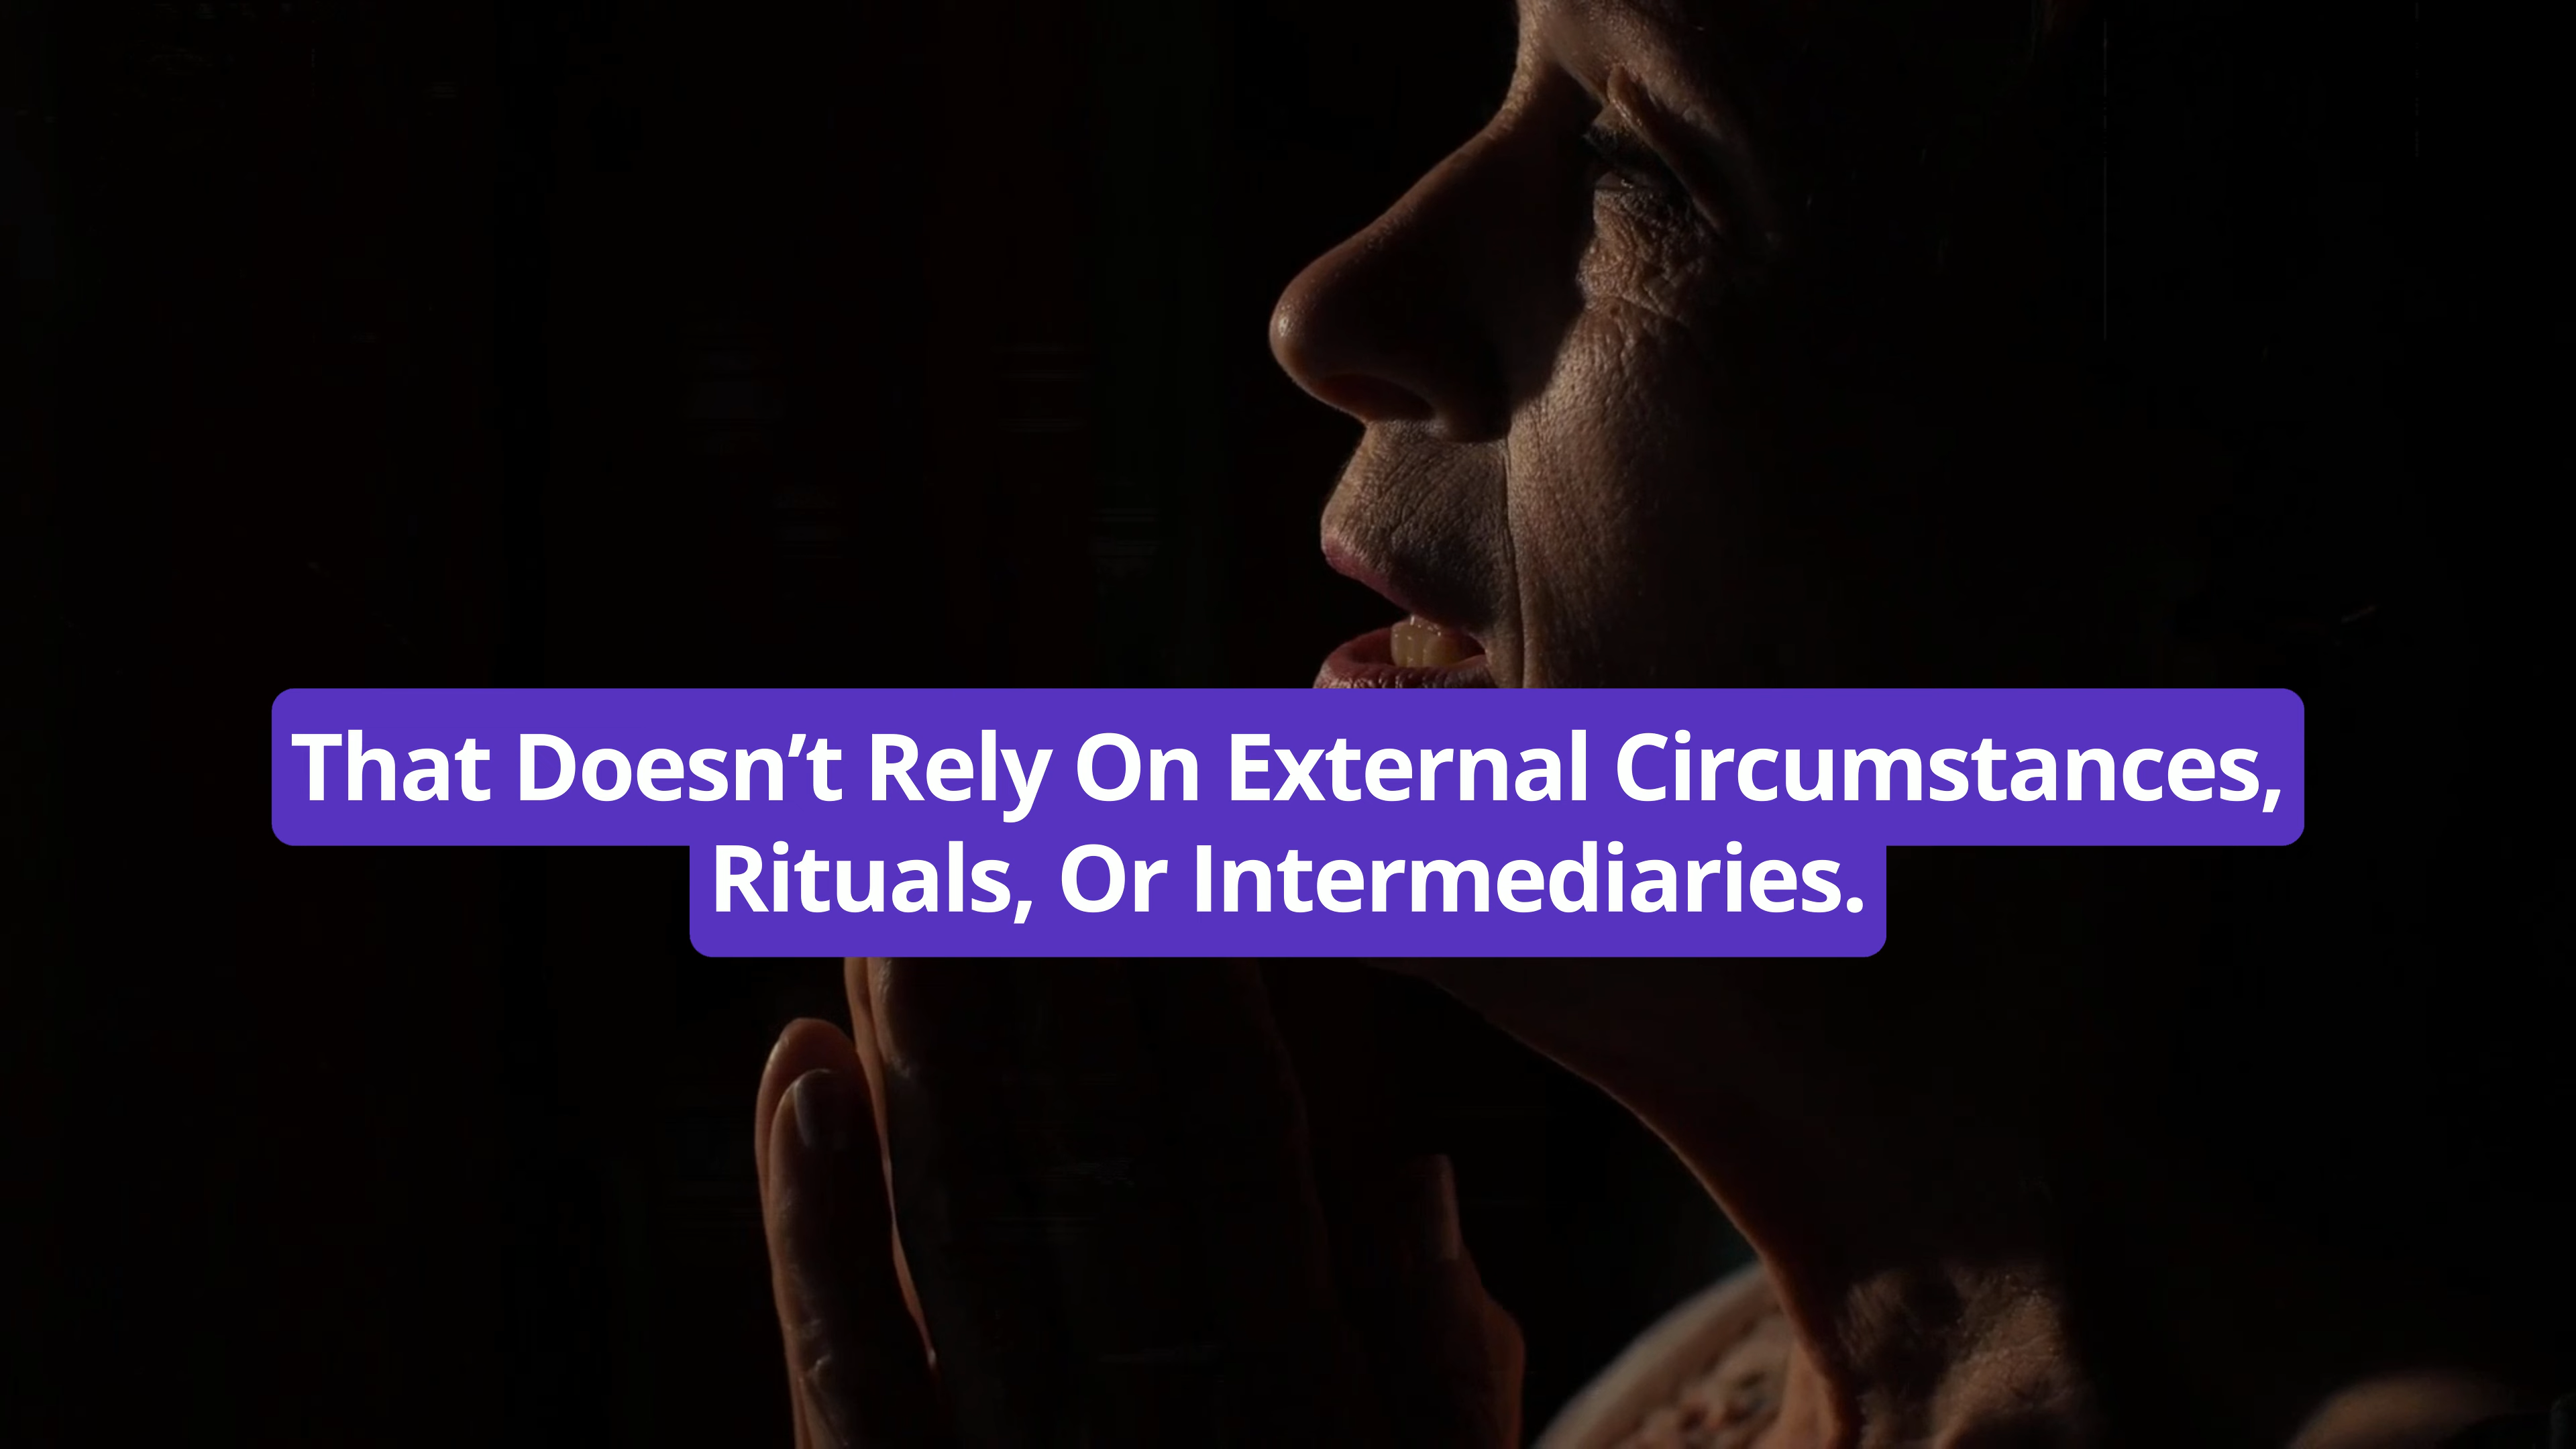 That Doesn’t Rely On External Circumstances,
Rituals, Or Intermediaries.